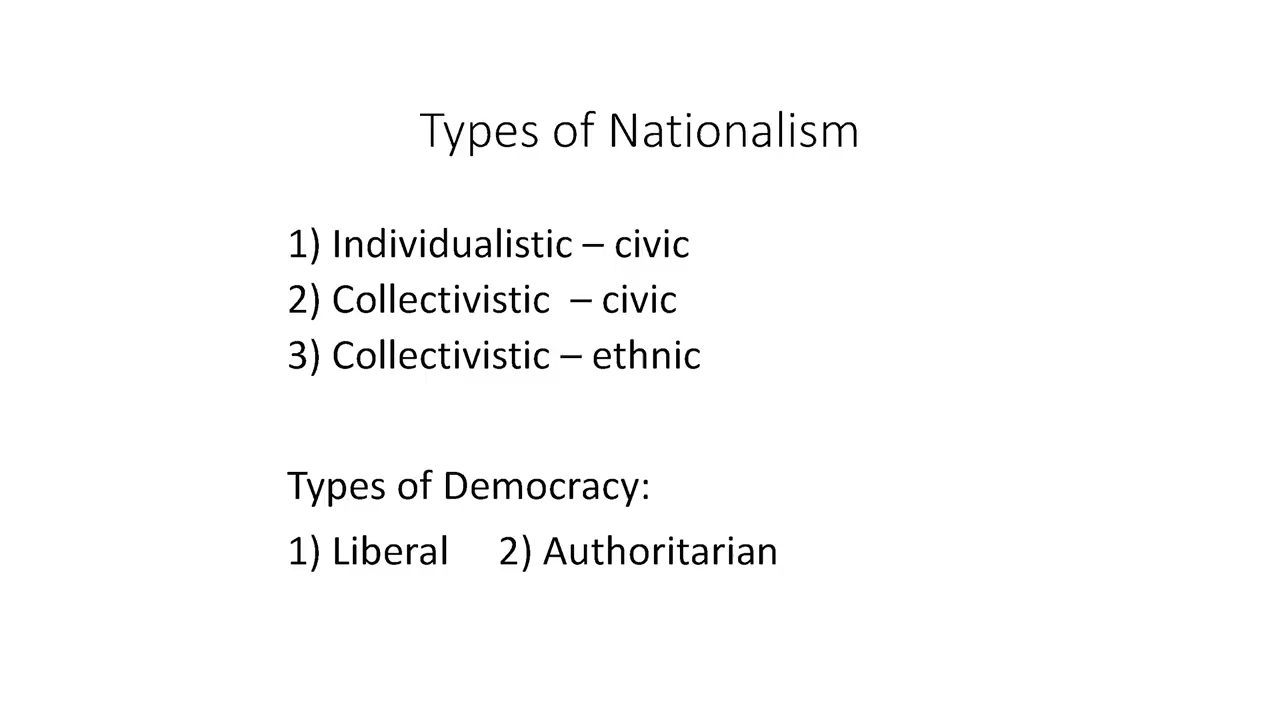 Types of Nationalism
1) Individualistic – civic
2) Collectivistic – civic
3) Collectivistic – ethnic
Types of Democracy:
1) Liberal 2) Authoritarian